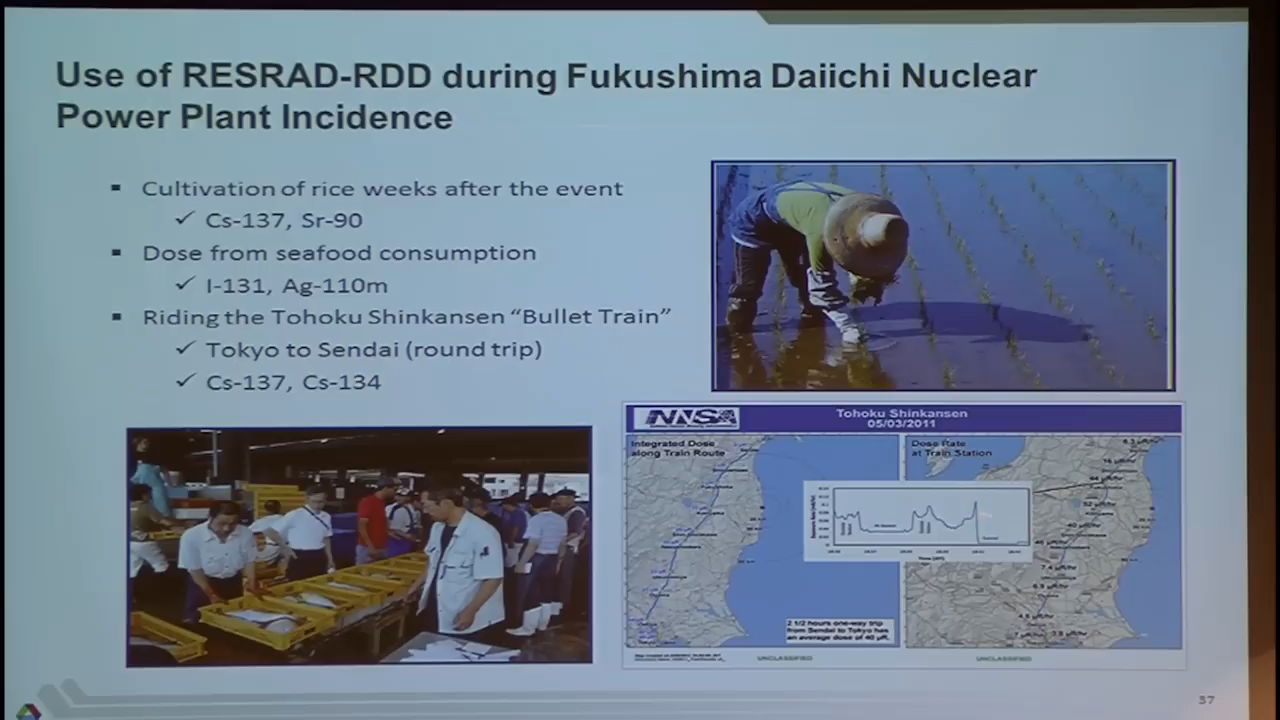 Use of RESRAD-RDD during Fukushima Daiichi Nuclear
Power Plant Incidence
Cultivation of rice weeks after the event
Cs-137, Sr-90
Dose from seafood consumption
I-131, Ag-110m
Riding the Tohoku Shinkansen “Bullet Train”
Tokyo to Sendai (round trip)
Cs-137, Cs-134
NNSA
Tohoku Shinkansen
05/03/2011
Integrated Dose
along Train Route
Dose Rate
at Train Station
2 1/2 hours one-way trip
from Sendai to Tokyo has
an average dose of 40 µR.
UNCLASSIFIED
UNCLASSIFIED
37